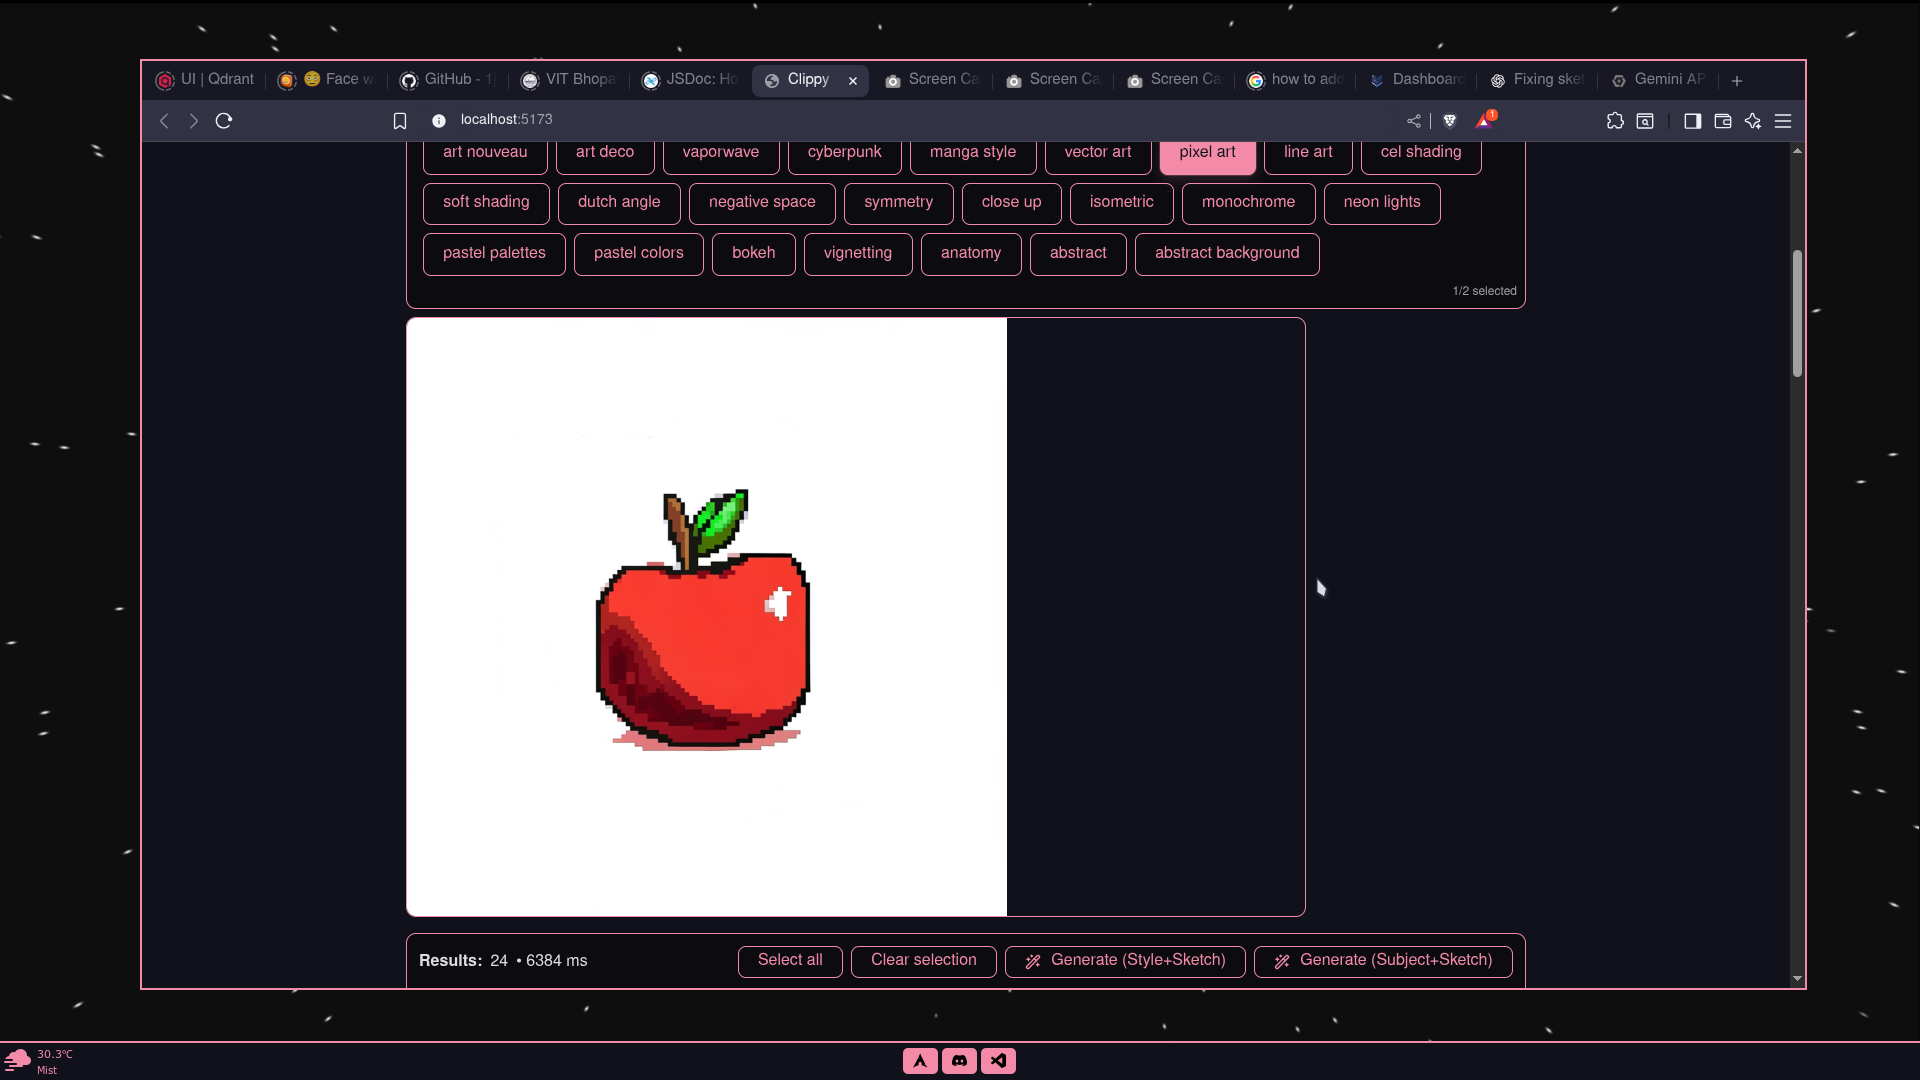 UI | Qdrant
Face w
GitHub - 1
VIT Bhopa
JSDoc: Ho
Clippy
Screen Ca
Screen Ca
Screen Ca
how to add
Dashboard
Fixing sket
Gemini AP
localhost:5173
1
art nouveau
art deco
vaporwave
cyberpunk
manga style
vector art
pixel art
line art
cel shading
soft shading
dutch angle
negative space
symmetry
close up
isometric
monochrome
neon lights
pastel palettes
pastel colors
bokeh
vignetting
anatomy
abstract
abstract background
1/2 selected
Results: 24 • 6384 ms
Select all
Clear selection
Generate (Style+Sketch)
Generate (Subject+Sketch)
30.3°C
Mist